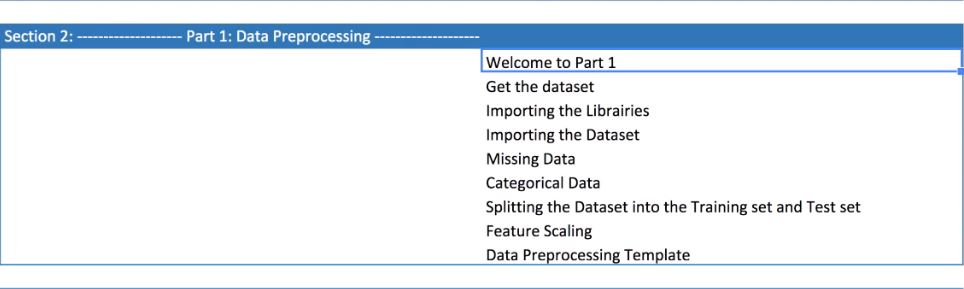 Section 2: -------------------- Part 1: Data Preprocessing --------------------
Welcome to Part 1
Get the dataset
Importing the Librairies
Importing the Dataset
Missing Data
Categorical Data
Splitting the Dataset into the Training set and Test set
Feature Scaling
Data Preprocessing Template